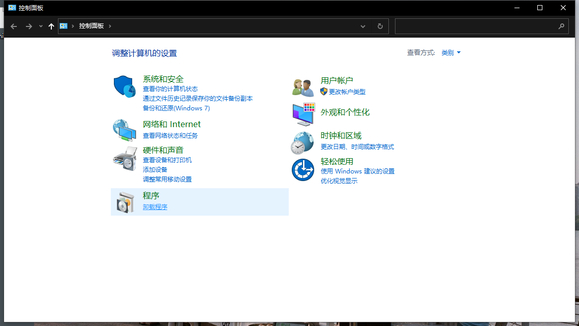 控制面板
控制面板
调整计算机的设置
查看方式: 类别
系统和安全
查看你的计算机状态
通过文件历史记录保存你的文件备份副本
备份和还原(Windows 7)
网络和 Internet
查看网络状态和任务
硬件和声音
查看设备和打印机
添加设备
调整常用移动设置
程序
卸载程序
用户帐户
更改帐户类型
外观和个性化
时钟和区域
更改日期、时间或数字格式
轻松使用
使用 Windows 建议的设置
优化视觉显示